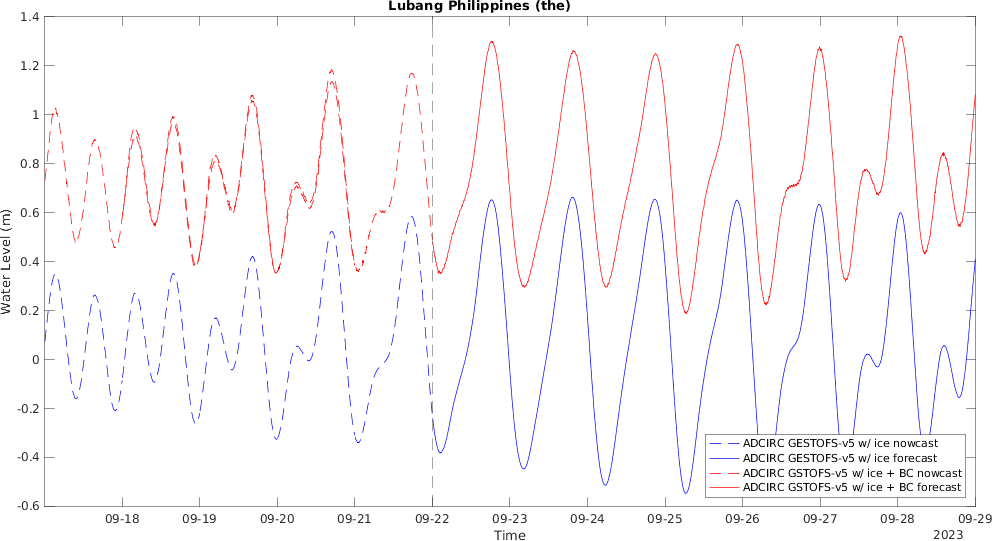 Lubang Philippines (the)
Water Level (m)
1.4
1.2
1
0.8
0.6
0.4
0.2
0
-0.2
-0.4
-0.6
ADCIRC GESTOFS-v5 w/ ice nowcast
ADCIRC GESTOFS-v5 w/ ice forecast
ADCIRC GSTOFS-v5 w/ ice + BC nowcast
ADCIRC GSTOFS-v5 w/ ice + BC forecast
09-18 09-19 09-20 09-21 09-22 09-23 09-24 09-25 09-26 09-27 09-28 09-29
Time
2023